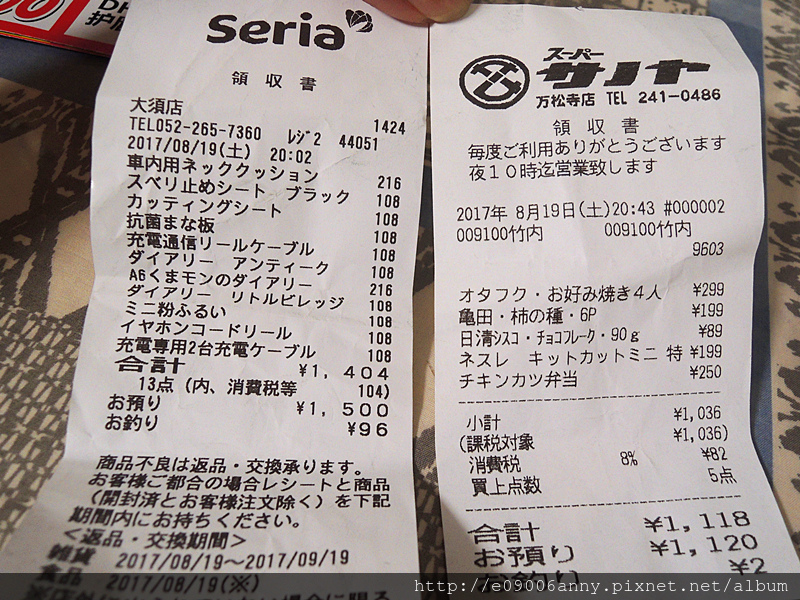 Seria
領収書
大須店
TEL052-265-7360 ﾚｼﾞ2 44051 1424
2017/08/19(土) 20:02
車内用ネッククッション 216
スベリ止めシート ブラック 108
カッティングシート 108
抗菌まな板 108
充電通信リールケーブル 108
ダイアリー アンティーク 108
A6くまモンのダイアリー 216
ダイアリー リトルビレッジ 108
ミニ粉ふるい 108
イヤホンコードリール 108
充電専用2台充電ケーブル 108
合計 ¥1,404
13点(内、消費税等 104)
お預り ¥1,500
お釣り ¥96
商品不良は返品・交換承ります。
お客様ご都合の場合レシートと商品
(開封済とお客様注文除く)を下記
期間内にお持ちください。
<返品・交換期間>
雑貨 2017/08/19～2017/09/19
食品 2017/08/19(※)
スーパー
サノヤ
万松寺店 TEL 241-0486
領収書
毎度ご利用ありがとうございます
夜10時迄営業致します
2017年 8月19日(土)20:43 #000002
009100竹内 009100竹内
9603
オタフク・お好み焼き4人 ¥299
亀田・柿の種・6P ¥199
日清ｼｽｺ・ﾁｮｺﾌﾚｰｸ・90g ¥89
ネスレ キットカットミニ 特 ¥199
チキンカツ弁当 ¥250
小計 ¥1,036
(課税対象 ¥1,036)
消費税 8% ¥82
買上点数 5点
合計 ¥1,118
お預り ¥1,120
お釣り ¥2
http://e09006anny.pixnet.net/album